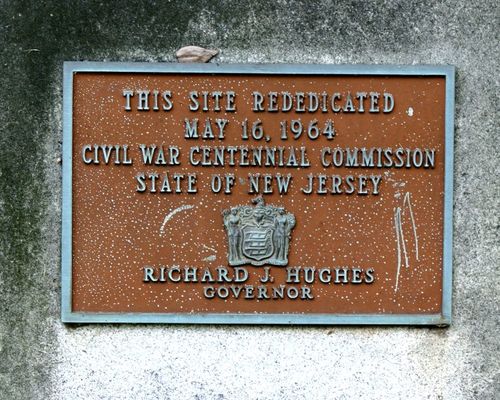 THIS SITE REDEDICATED
MAY 16, 1964
CIVIL WAR CENTENNIAL COMMISSION
STATE OF NEW JERSEY
RICHARD J. HUGHES
GOVERNOR